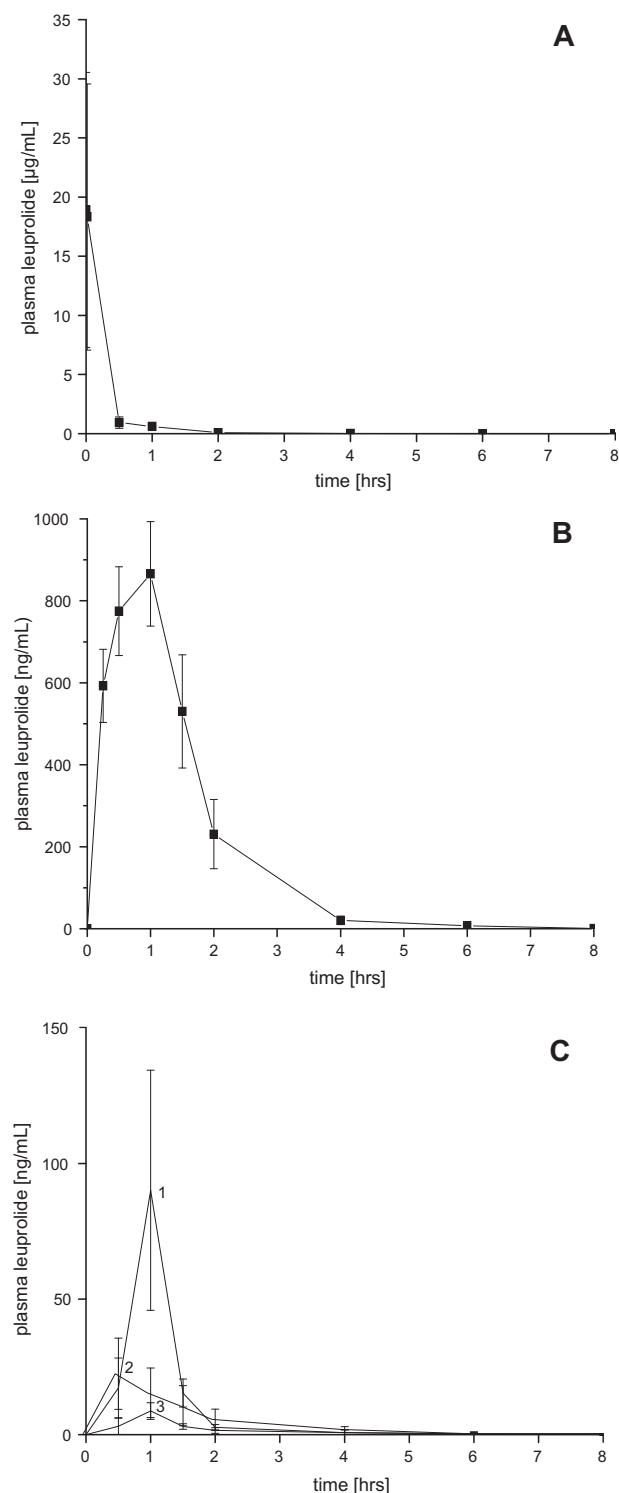 A
plasma leuprolide [µg/mL]
35
30
25
20
15
10
5
0
0 1 2 3 4 5 6 7 8
time [hrs]
B
plasma leuprolide [ng/mL)
1000
800
600
400
200
0
0 1 2 3 4 5 6 7 8
time [hrs]
C
plasma leuprolide [ng/mL]
150
100
50
0
1
2
3
0 1 2 3 4 5 6 7 8
time [hrs]